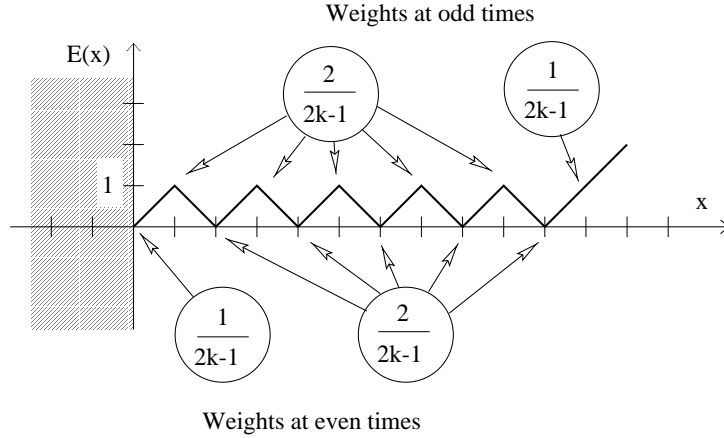 Weights at odd times
E(x)
2
2k-1
1
2k-1
1
x
1
2k-1
2
2k-1
Weights at even times